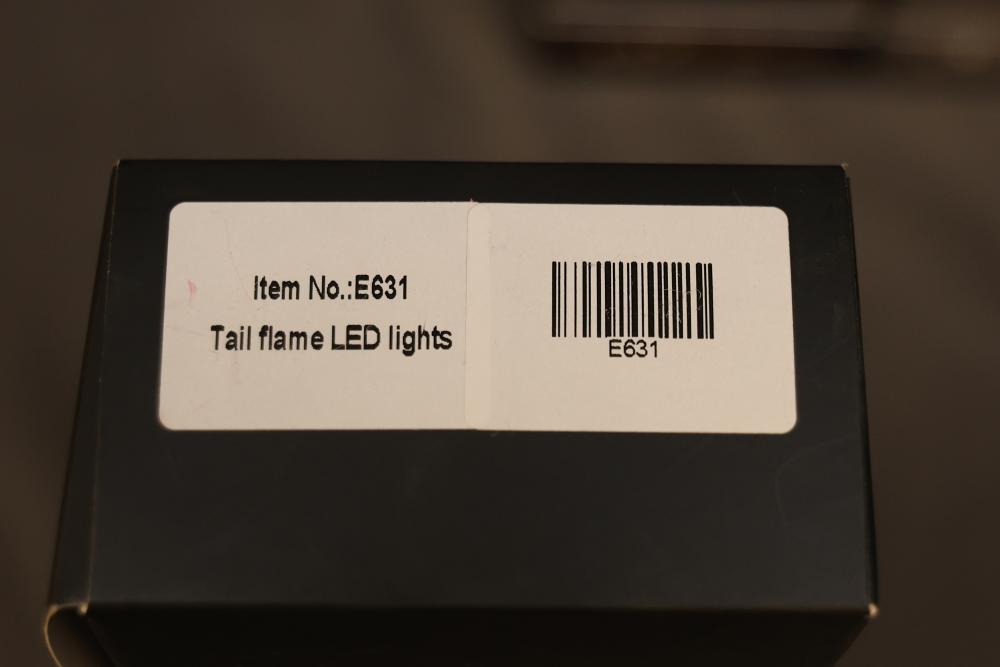 Item No.:E631
Tail flame LED lights
E631